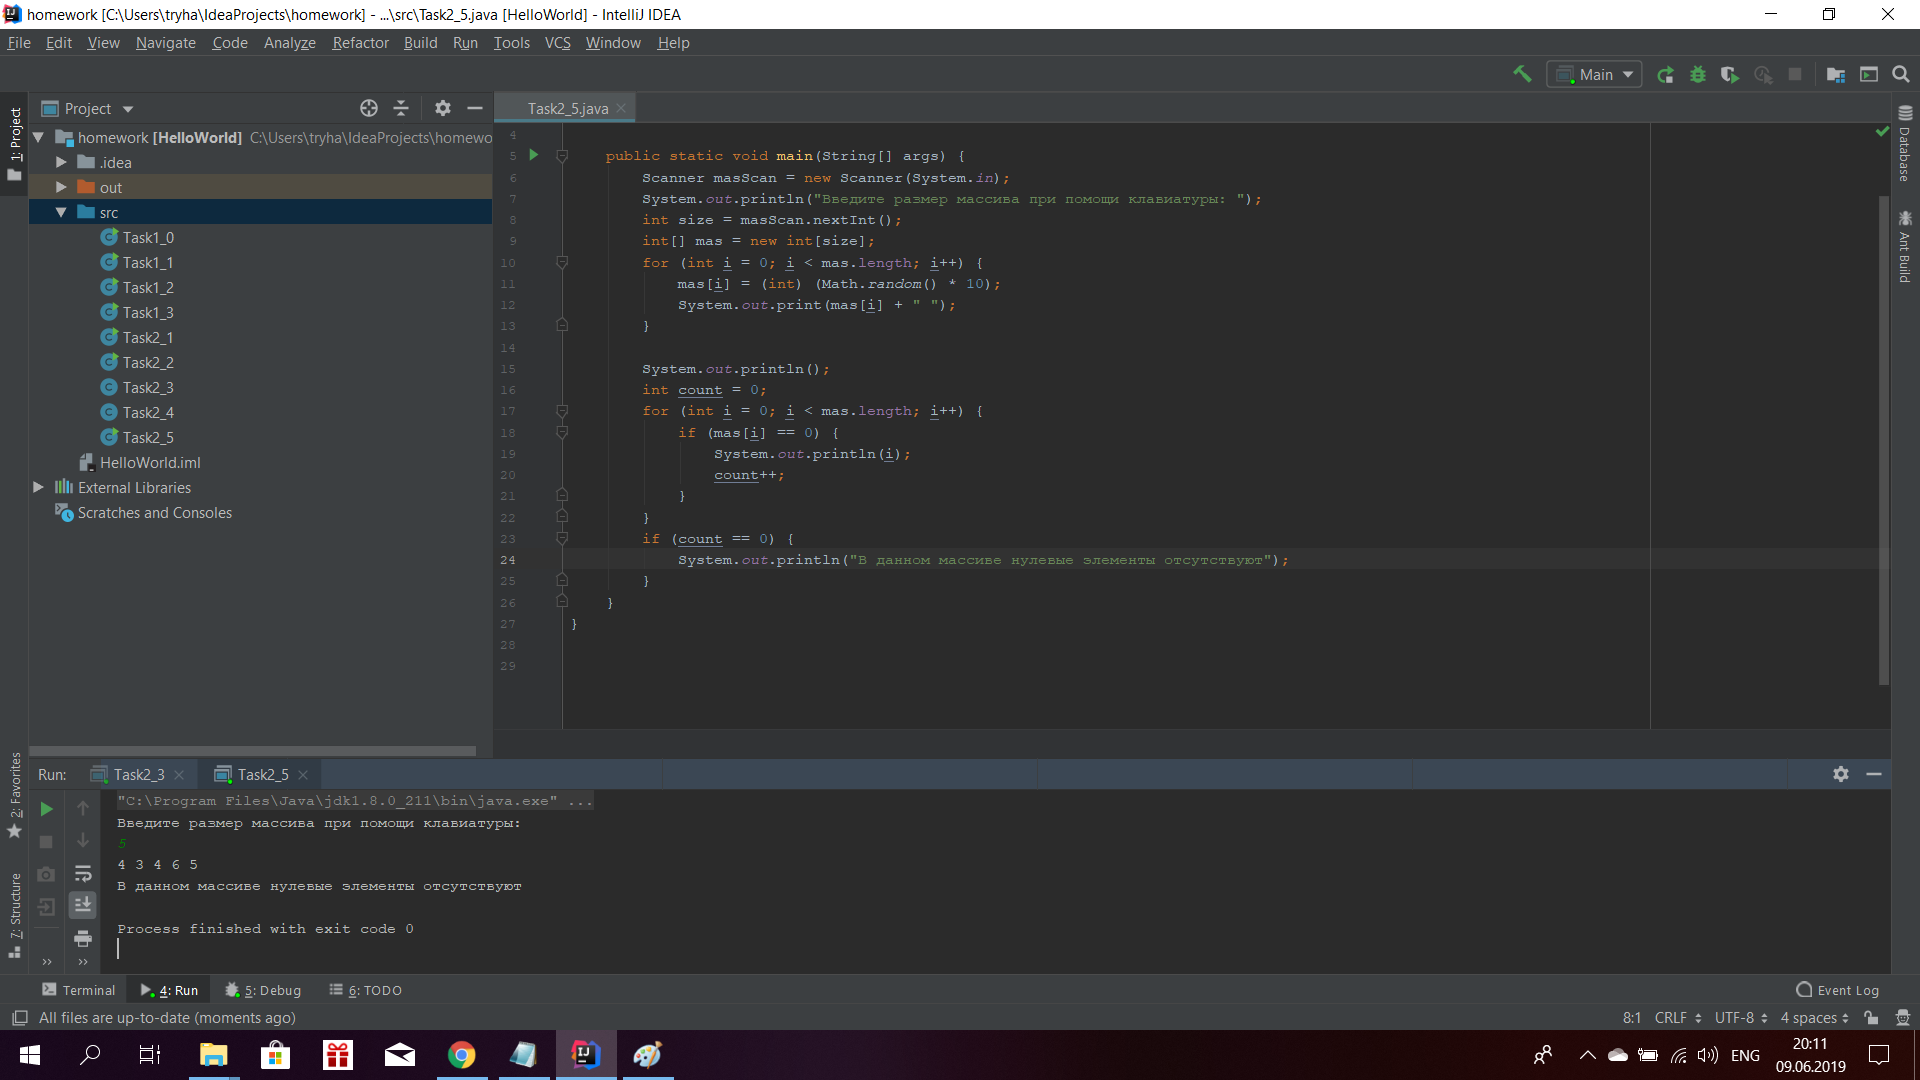 homework [C:\Users\tryha\IdeaProjects\homework] - ...\src\Task2_5.java [HelloWorld] - IntelliJ IDEA
File Edit View Navigate Code Analyze Refactor Build Run Tools VCS Window Help
Main
1: Project
Project
homework [HelloWorld] C:\Users\tryha\IdeaProjects\homewo
.idea
out
src
Task1_0
Task1_1
Task1_2
Task1_3
Task2_1
Task2_2
Task2_3
Task2_4
Task2_5
HelloWorld.iml
External Libraries
Scratches and Consoles
Task2_5.java
4
5 public static void main(String[] args) {
6 Scanner masScan = new Scanner(System.in);
7 System.out.println("Введите размер массива при помощи клавиатуры: ");
8 int size = masScan.nextInt();
9 int[] mas = new int[size];
10 for (int i = 0; i < mas.length; i++) {
11 mas[i] = (int) (Math.random() * 10);
12 System.out.print(mas[i] + " ");
13 }
14
15 System.out.println();
16 int count = 0;
17 for (int i = 0; i < mas.length; i++) {
18 if (mas[i] == 0) {
19 System.out.println(i);
20 count++;
21 }
22 }
23 if (count == 0) {
24 System.out.println("В данном массиве нулевые элементы отсутствуют");
25 }
26 }
27 }
28
29
Database
Ant Build
2: Favorites
7: Structure
Run: Task2_3 Task2_5
"C:\Program Files\Java\jdk1.8.0_211\bin\java.exe" ...
Введите размер массива при помощи клавиатуры:
5
4 3 4 6 5
В данном массиве нулевые элементы отсутствуют
Process finished with exit code 0
Terminal 4: Run 5: Debug 6: TODO Event Log
All files are up-to-date (moments ago) 8:1 CRLF UTF-8 4 spaces
ENG
20:11
09.06.2019